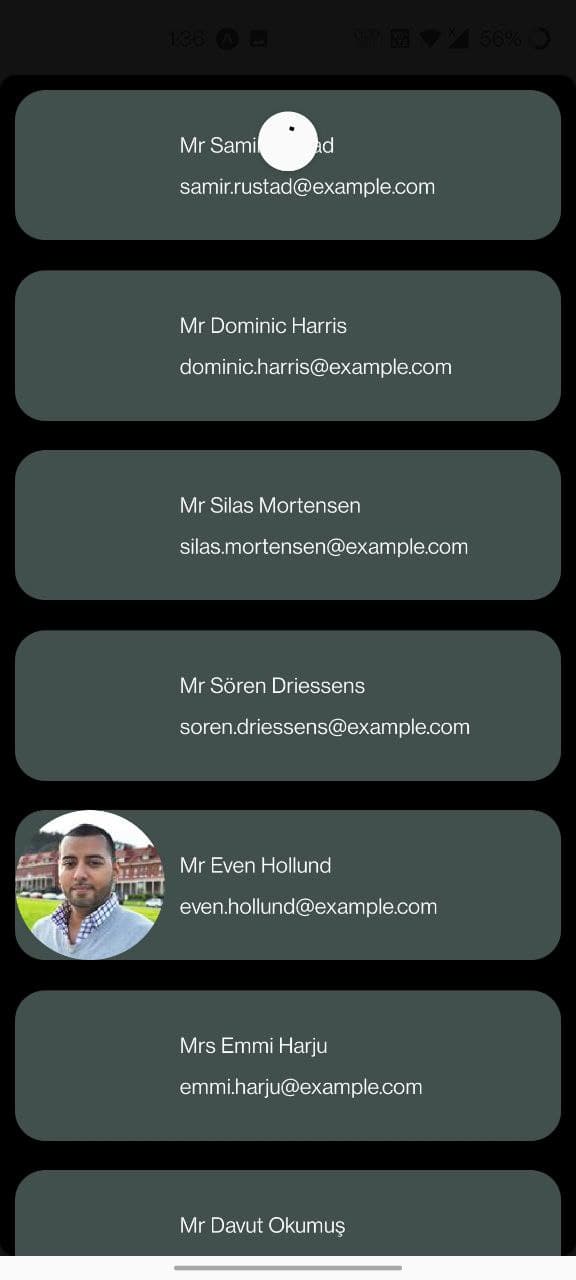 1:36 56%
Mr Sami ad
samir.rustad@example.com
Mr Dominic Harris
dominic.harris@example.com
Mr Silas Mortensen
silas.mortensen@example.com
Mr Sören Driessens
soren.driessens@example.com
Mr Even Hollund
even.hollund@example.com
Mrs Emmi Harju
emmi.harju@example.com
Mr Davut Okumuş